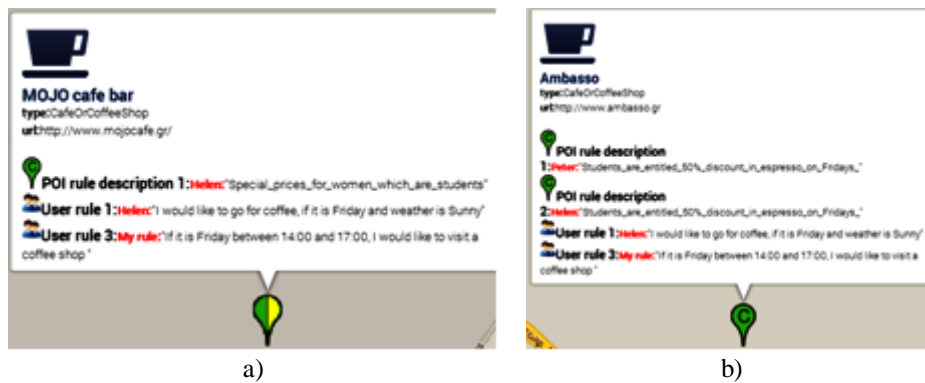 MOJO cafe bar
type:CafeOrCoffeeShop
url:http://www.mojocafe.gr/
POI rule description 1:Helen:"Special_prices_for_women_which_are_students"
User rule 1:Helen:"I would like to go for coffee, if it is Friday and weather is Sunny"
User rule 3:My rule:"If it is Friday between 14:00 and 17:00, I would like to visit a
coffee shop "
a)
Ambasso
type:CafeOrCoffeeShop
url:http://www.ambasso.gr
C
POI rule description
1:Peter:"Students_are_entitled_50%_discount_in_espresso_on_Fridays_"
C
POI rule description
2:Helen:"Students_are_entitled_50%_discount_in_espresso_on_Fridays_"
User rule 1:Helen:"I would like to go for coffee, if it is Friday and weather is Sunny"
User rule 3:My rule:"If it is Friday between 14:00 and 17:00, I would like to visit a
coffee shop "
C
b)